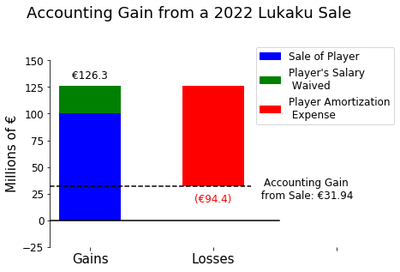 Accounting Gain from a 2022 Lukaku Sale
Sale of Player
Player's Salary
Waived
Player Amortization
Expense
Millions of €
150
125
100
75
50
25
0
−25
€126.3
(€94.4)
Accounting Gain
from Sale: €31.94
Gains
Losses